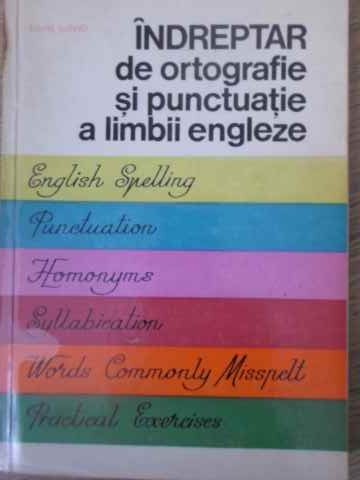 ÎNDREPTAR
de ortografie
și punctuație
a limbii engleze
English Spelling
Punctuation
Homonyms
Syllabication
Words Commonly Misspelt
Practical Exercises